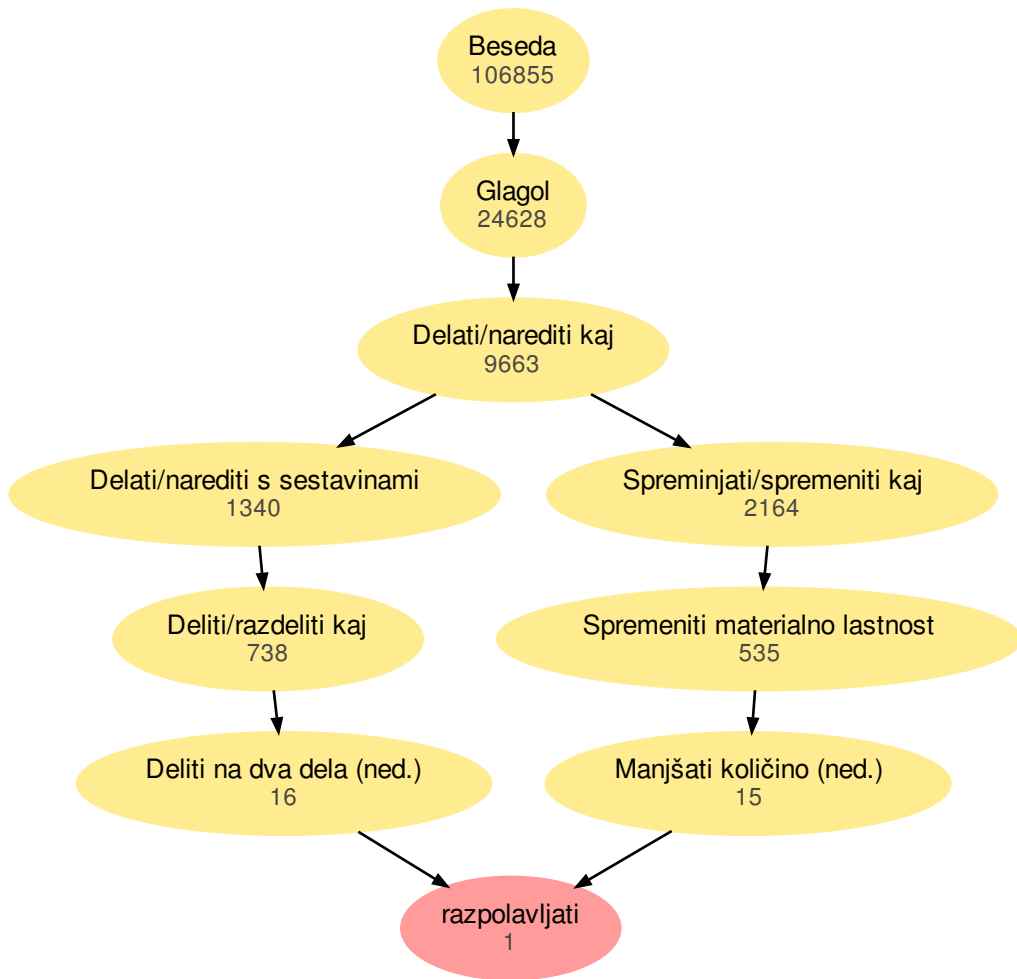 Beseda
106855
Glagol
24628
Delati/narediti kaj
9663
Delati/narediti s sestavinami
1340
Spreminjati/spremeniti kaj
2164
Deliti/razdeliti kaj
738
Spremeniti materialno lastnost
535
Deliti na dva dela (ned.)
16
Manjšati količino (ned.)
15
razpolavljati
1